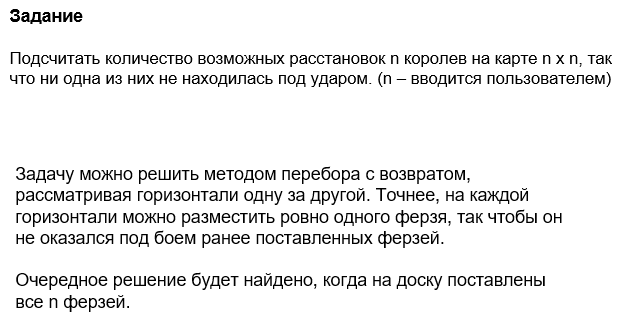 Задание
Подсчитать количество возможных расстановок n королев на карте n x n, так
что ни одна из них не находилась под ударом. (n – вводится пользователем)
Задачу можно решить методом перебора с возвратом,
рассматривая горизонтали одну за другой. Точнее, на каждой
горизонтали можно разместить ровно одного ферзя, так чтобы он
не оказался под боем ранее поставленных ферзей.
Очередное решение будет найдено, когда на доску поставлены
все n ферзей.